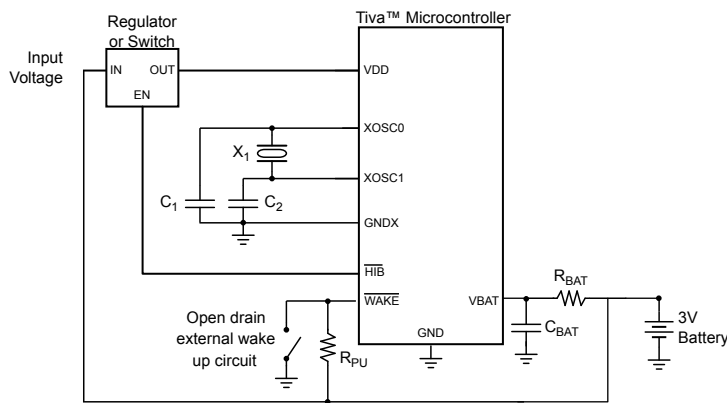 Regulator
or Switch
Tiva™ Microcontroller
Input
Voltage
IN
OUT
EN
VDD
XOSC0
X1
XOSC1
C1
C2
GNDX
HIB
WAKE
VBAT
RBAT
Open drain
external wake
up circuit
RPU
GND
CBAT
3V
Battery